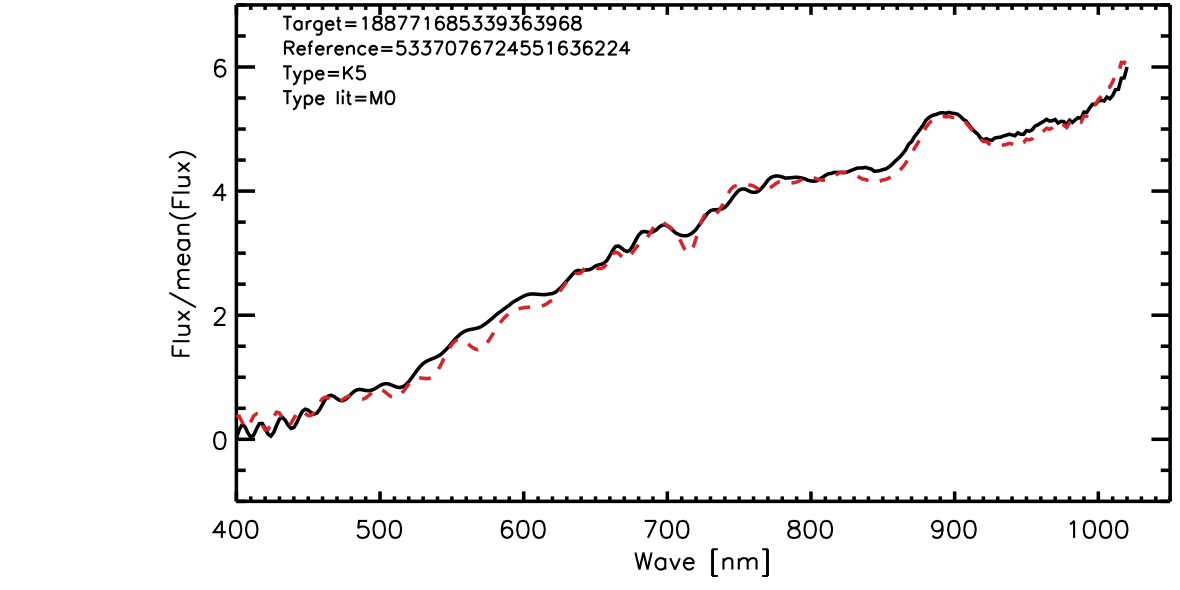 Target=188771685339363968
Reference=5337076724551636224
Type=K5
Type lit=M0
6
4
2
0
Flux/mean(Flux)
400 500 600 700 800 900 1000
Wave [nm]